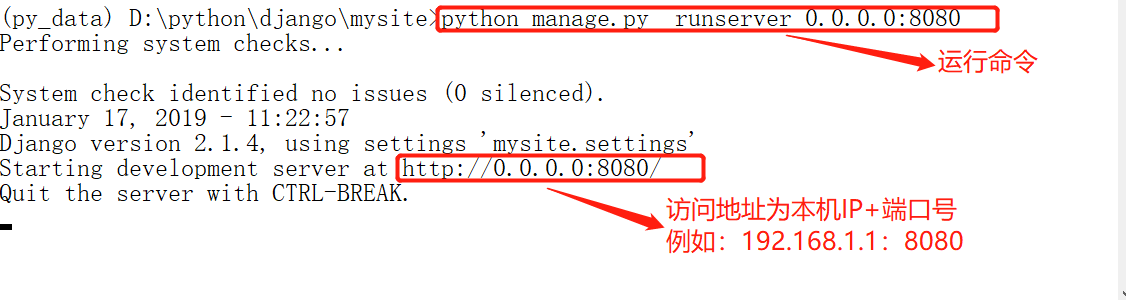 (py_data) D:\python\django\mysite>python manage.py  runserver 0.0.0.0:8080
Performing system checks...
运行命令
System check identified no issues (0 silenced).
January 17, 2019 - 11:22:57
Django version 2.1.4, using settings 'mysite.settings'
Starting development server at http://0.0.0.0:8080/
Quit the server with CTRL-BREAK.
访问地址为本机IP+端口号
例如：192.168.1.1：8080